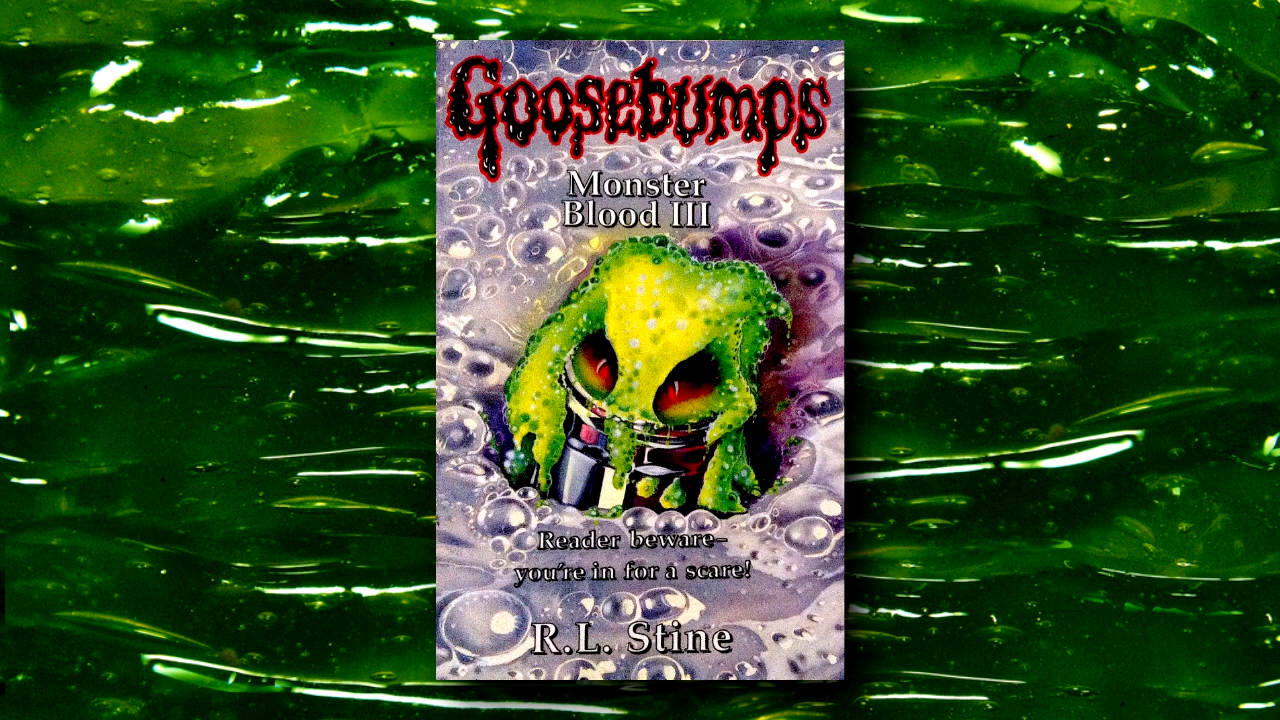 Goosebumps
Monster
Blood III
Reader beware–
you're in for a scare!
R.L. Stine